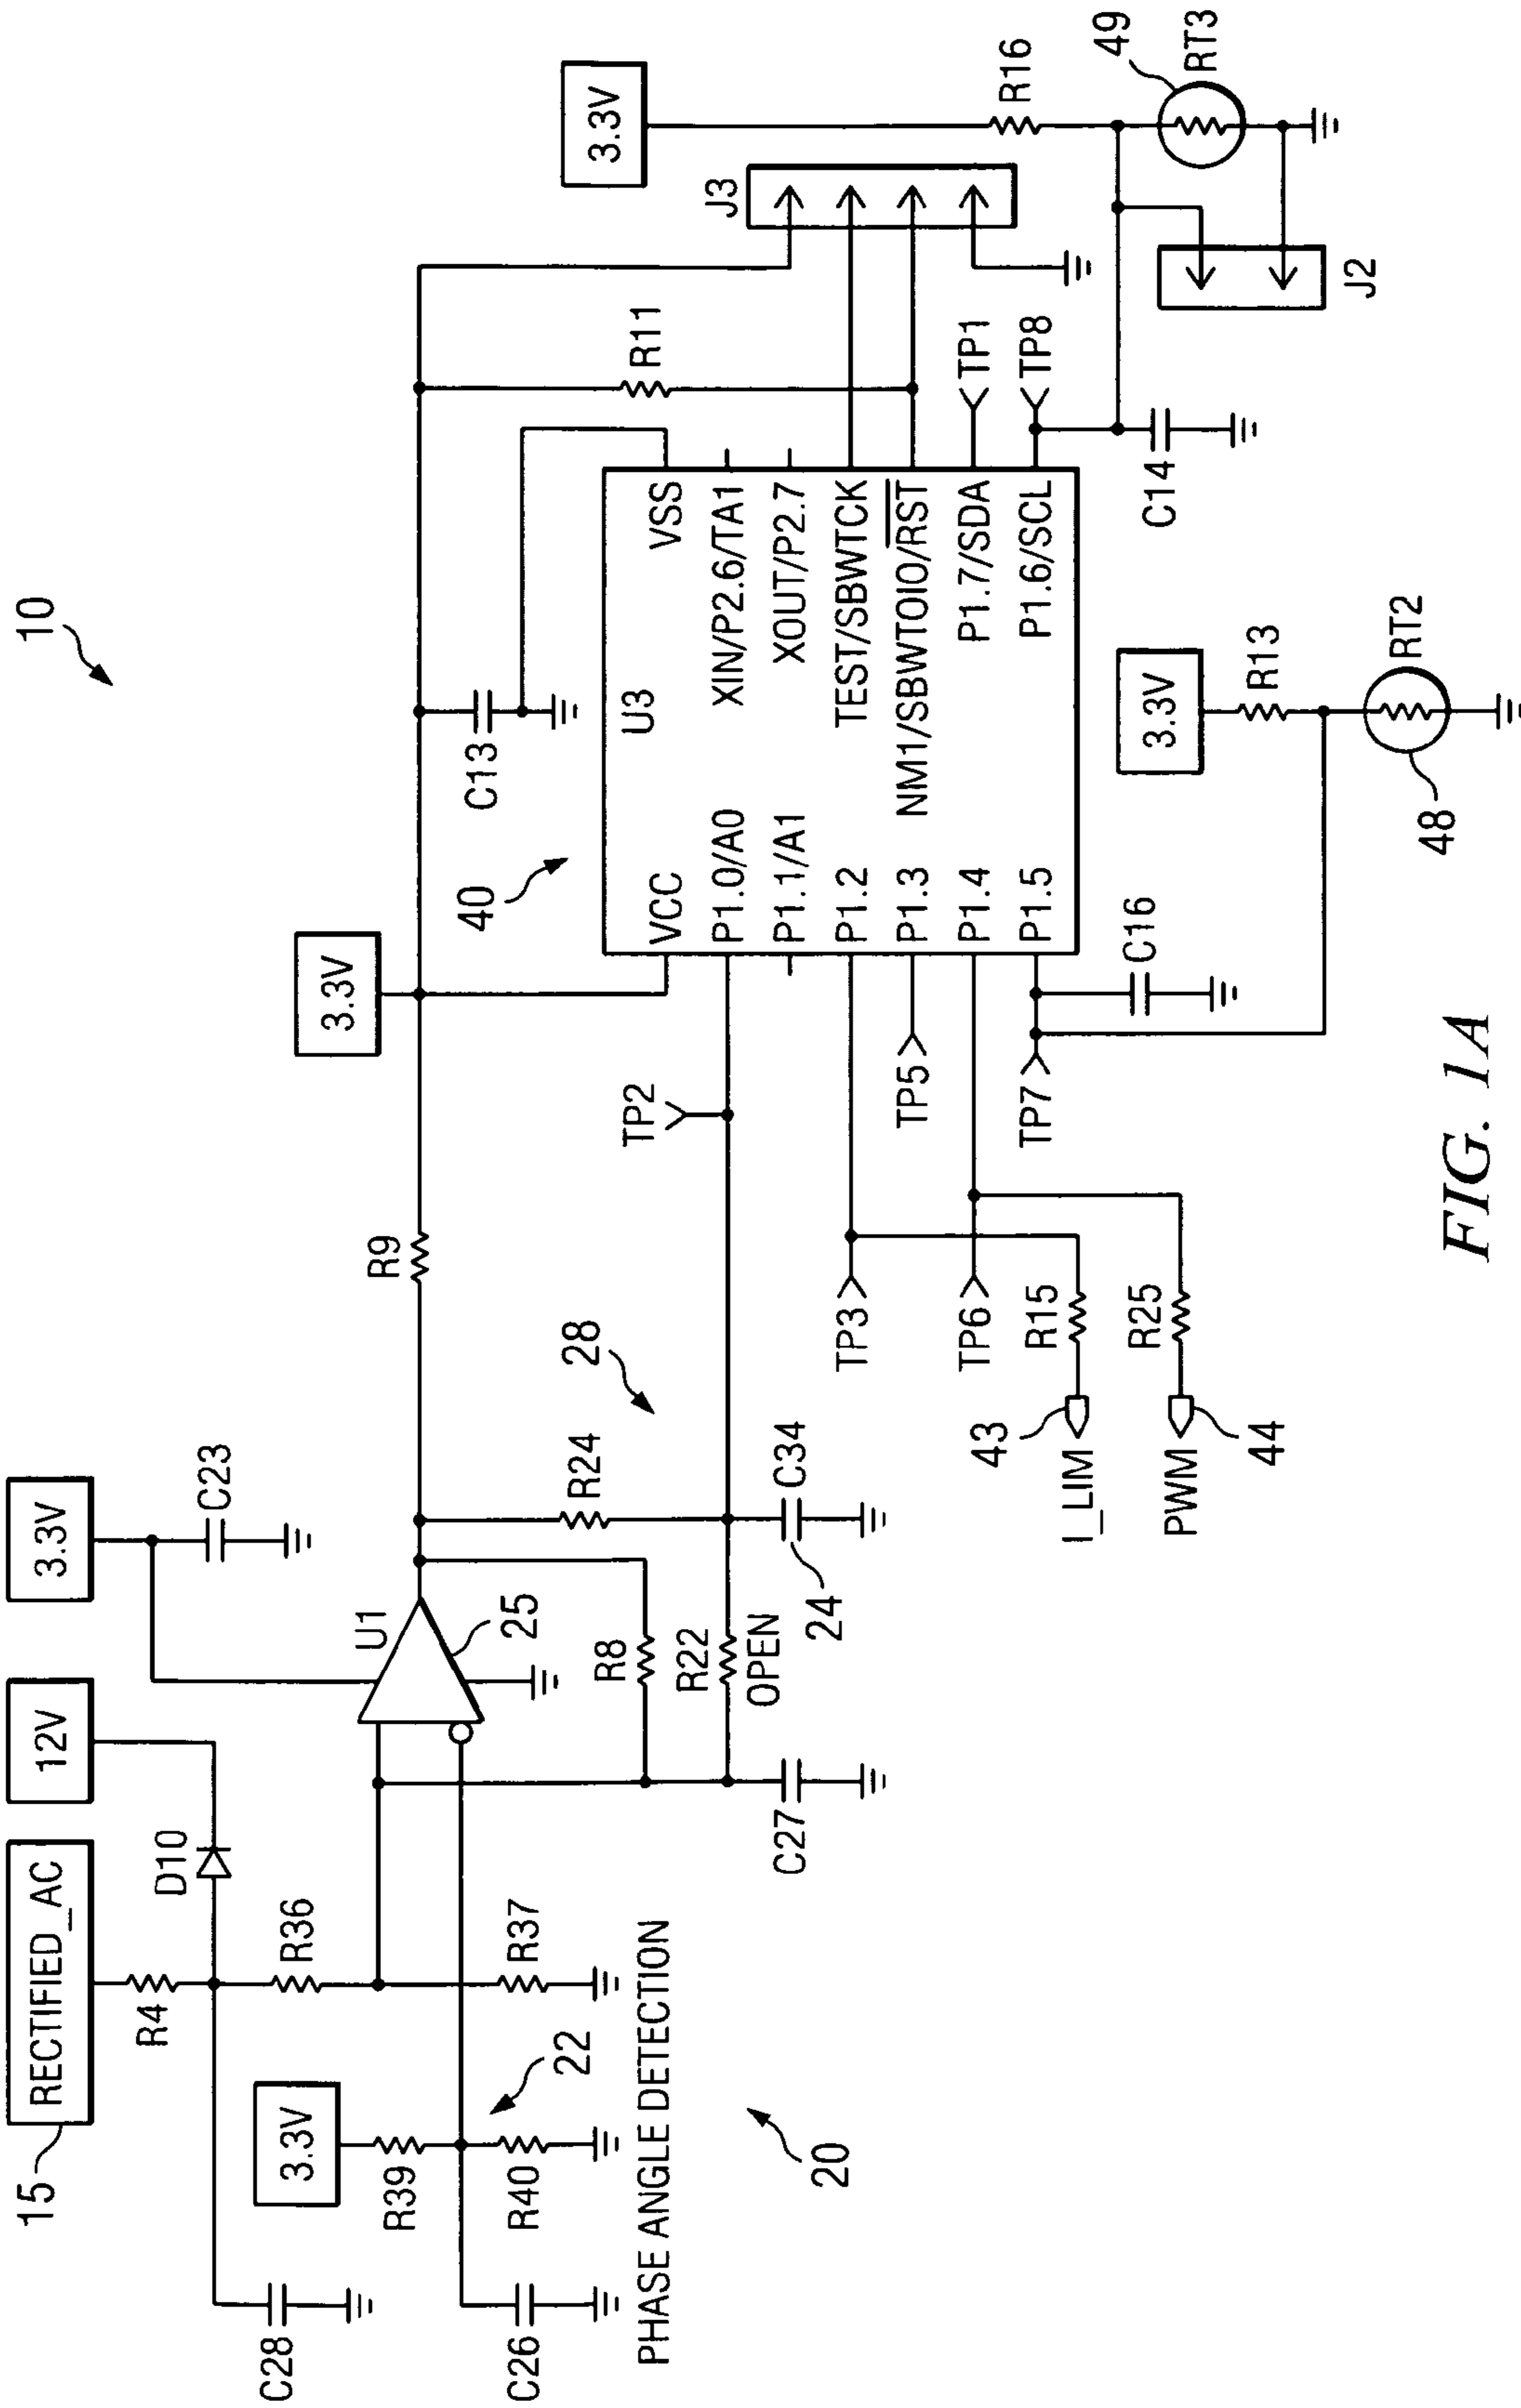 10
15
RECTIFIED_AC
12V
3.3V
C23
R4
D10
C28
R36
R37
3.3V
R39
R40
C26
22
PHASE ANGLE DETECTION
20
U1
25
R8
R22
OPEN
C27
R24
C34
24
28
R9
3.3V
C13
TP2
TP3
TP5
TP6
TP7
R15
43
I_LIM
R25
44
PWM
40
U3
VCC
P1.0/A0
P1.1/A1
P1.2
P1.3
P1.4
P1.5
VSS
XIN/P2.6/TA1
XOUT/P2.7
TEST/SBWTCK
NM1/SBWTOIO/RST
P1.7/SDA
P1.6/SCL
C16
3.3V
R13
RT2
48
R11
TP1
TP8
C14
J3
3.3V
R16
49
RT3
J2
FIG. 1A